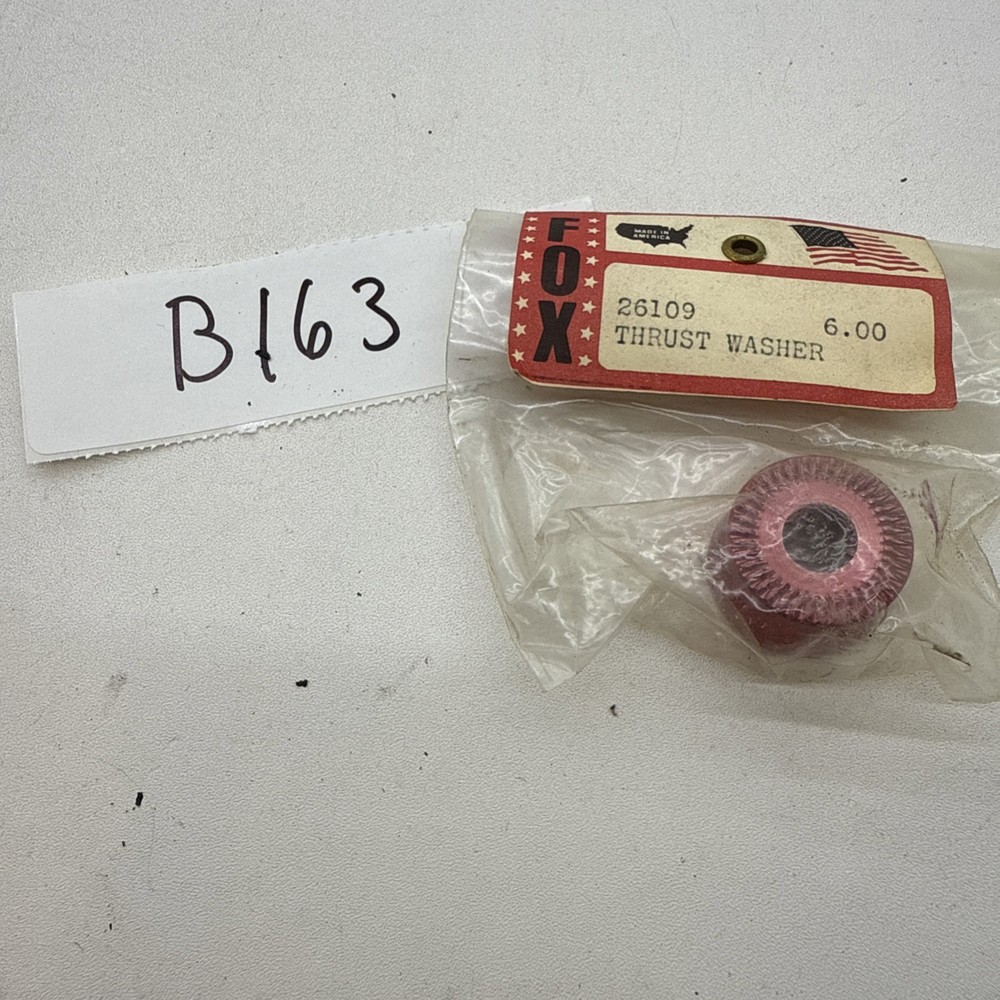 B163
FOX
MADE IN
AMERICA
26109 6.00
THRUST WASHER